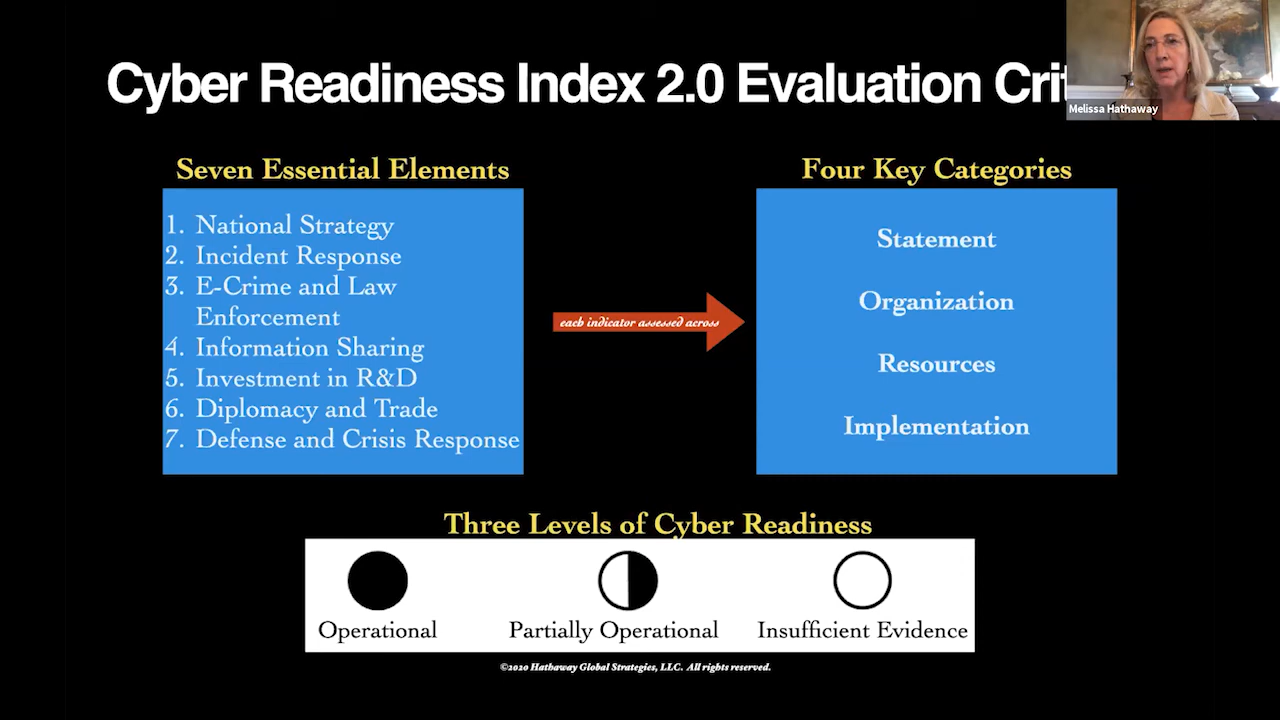 Cyber Readiness Index 2.0 Evaluation Crit
Melissa Hathaway
Seven Essential Elements
1. National Strategy
2. Incident Response
3. E-Crime and Law
Enforcement
4. Information Sharing
5. Investment in R&D
6. Diplomacy and Trade
7. Defense and Crisis Response
each indicator assessed across
Four Key Categories
Statement
Organization
Resources
Implementation
Three Levels of Cyber Readiness
Operational
Partially Operational
Insufficient Evidence
©2020 Hathaway Global Strategies, LLC. All rights reserved.